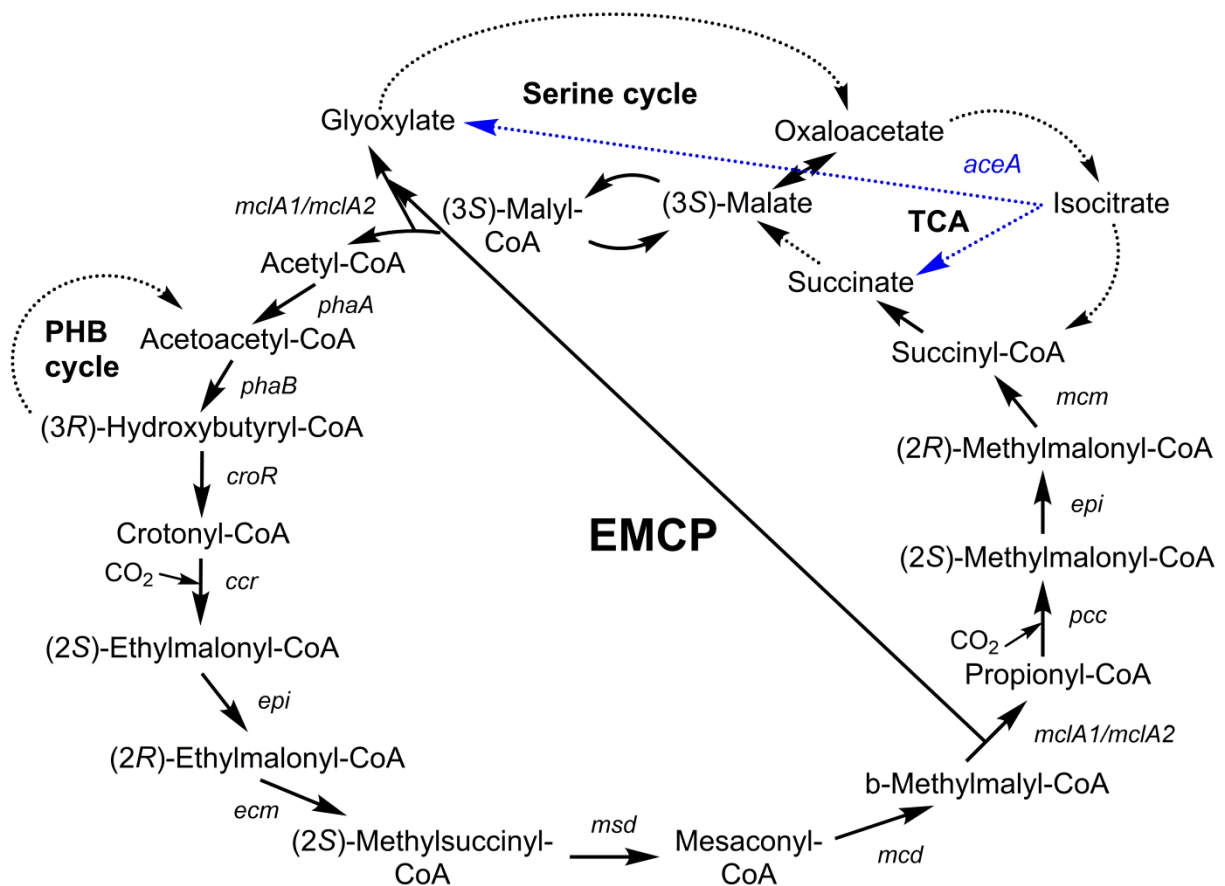 Serine cycle
Glyoxylate
Oxaloacetate
aceA
mclA1/mclA2
(3S)-Malyl-
CoA
(3S)-Malate
TCA
Isocitrate
Acetyl-CoA
Succinate
phaA
PHB
cycle
Acetoacetyl-CoA
Succinyl-CoA
phaB
mcm
(3R)-Hydroxybutyryl-CoA
(2R)-Methylmalonyl-CoA
croR
epi
Crotonyl-CoA
EMCP
(2S)-Methylmalonyl-CoA
CO2
ccr
pcc
CO2
(2S)-Ethylmalonyl-CoA
Propionyl-CoA
epi
mclA1/mclA2
(2R)-Ethylmalonyl-CoA
b-Methylmalyl-CoA
ecm
(2S)-Methylsuccinyl-
CoA
msd
Mesaconyl-
CoA
mcd